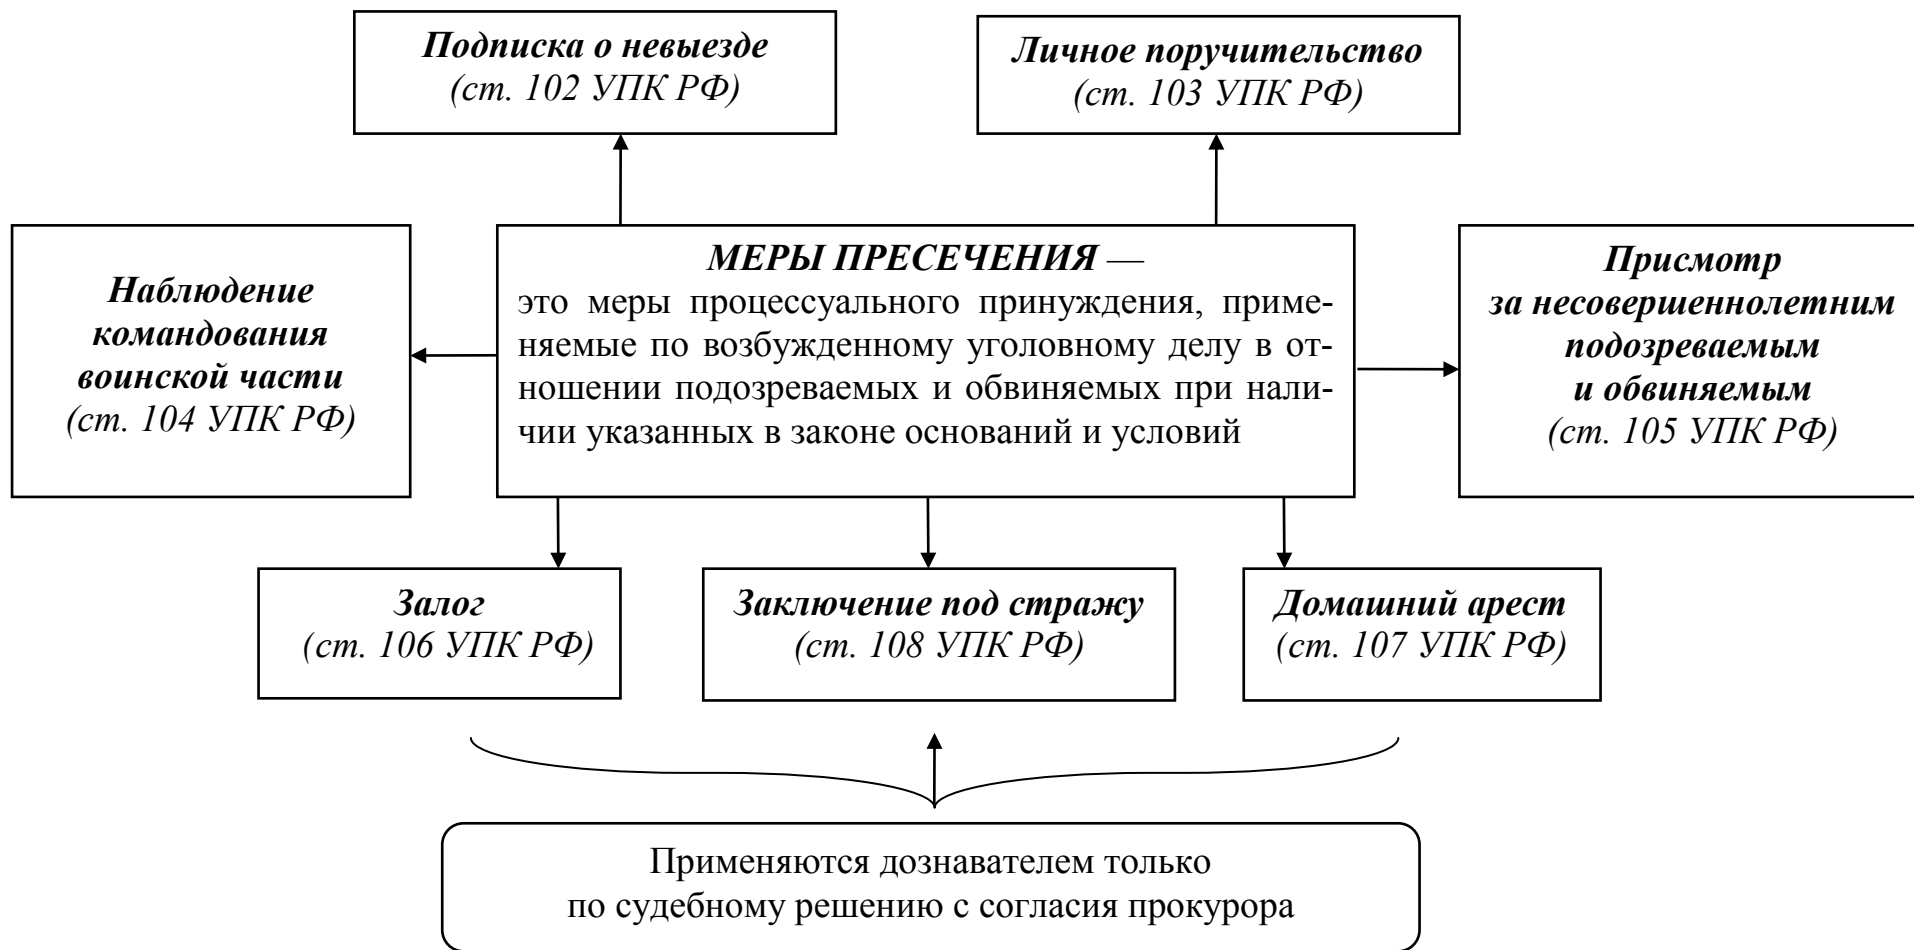 Подписка о невыезде
(ст. 102 УПК РФ)
Личное поручительство
(ст. 103 УПК РФ)
Наблюдение
командования
воинской части
(ст. 104 УПК РФ)
МЕРЫ ПРЕСЕЧЕНИЯ —
это меры процессуального принуждения, приме-
няемые по возбужденному уголовному делу в от-
ношении подозреваемых и обвиняемых при нали-
чии указанных в законе оснований и условий
Присмотр
за несовершеннолетним
подозреваемым
и обвиняемым
(ст. 105 УПК РФ)
Залог
(ст. 106 УПК РФ)
Заключение под стражу
(ст. 108 УПК РФ)
Домашний арест
(ст. 107 УПК РФ)
Применяются дознавателем только
по судебному решению с согласия прокурора